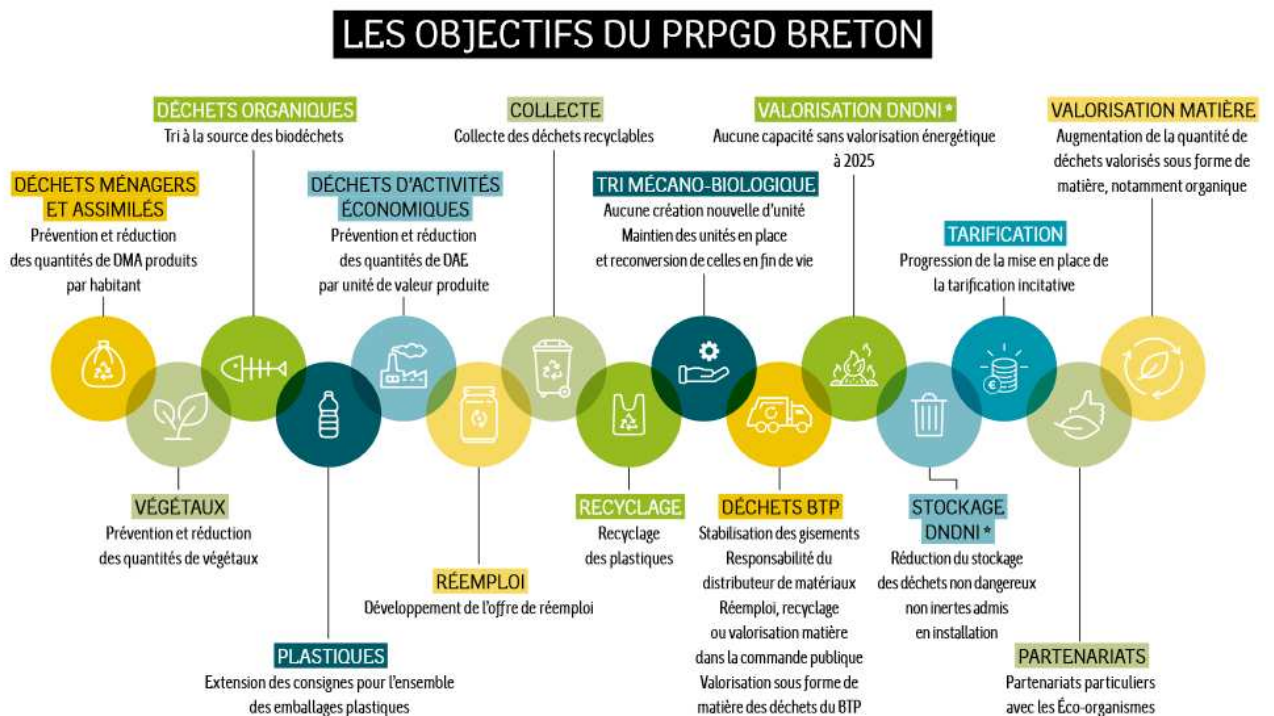 LES OBJECTIFS DU PRPGD BRETON
DÉCHETS MÉNAGERS
ET ASSIMILÉS
Prévention et réduction
des quantités de DMA produits
par habitant
VÉGÉTAUX
Prévention et réduction
des quantités de végétaux
DÉCHETS ORGANIQUES
Tri à la source des biodéchets
PLASTIQUES
Extension des consignes pour l'ensemble
des emballages plastiques
DÉCHETS D'ACTIVITÉS
ÉCONOMIQUES
Prévention et réduction
des quantités de DAE
par unité de valeur produite
RÉEMPLOI
Développement de l'offre de réemploi
COLLECTE
Collecte des déchets recyclables
RECYCLAGE
Recyclage
des plastiques
TRI MÉCANO-BIOLOGIQUE
Aucune création nouvelle d'unité
Maintien des unités en place
et reconversion de celles en fin de vie
DÉCHETS BTP
Stabilisation des gisements
Responsabilité du
distributeur de matériaux
Réemploi, recyclage
ou valorisation matière
dans la commande publique
Valorisation sous forme de
matière des déchets du BTP
VALORISATION DNDNI *
Aucune capacité sans valorisation énergétique
à 2025
STOCKAGE
DNDNI *
Réduction du stockage
des déchets non dangereux
non inertes admis
en installation
TARIFICATION
Progression de la mise en place de
la tarification incitative
€
PARTENARIATS
Partenariats particuliers
avec les Éco-organismes
VALORISATION MATIÈRE
Augmentation de la quantité de
déchets valorisés sous forme de
matière, notamment organique